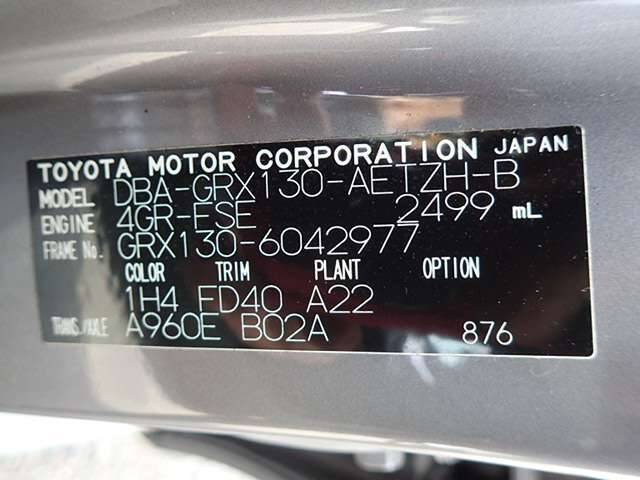 TOYOTA MOTOR CORPORATION JAPAN
MODEL DBA-GRX130-AETZH-B
ENGINE 4GR-FSE 2499 mL
FRAME No. GRX130-6042977
COLOR TRIM PLANT OPTION
1H4 FD40 A22
TRANS./AXLE A960E B02A 876